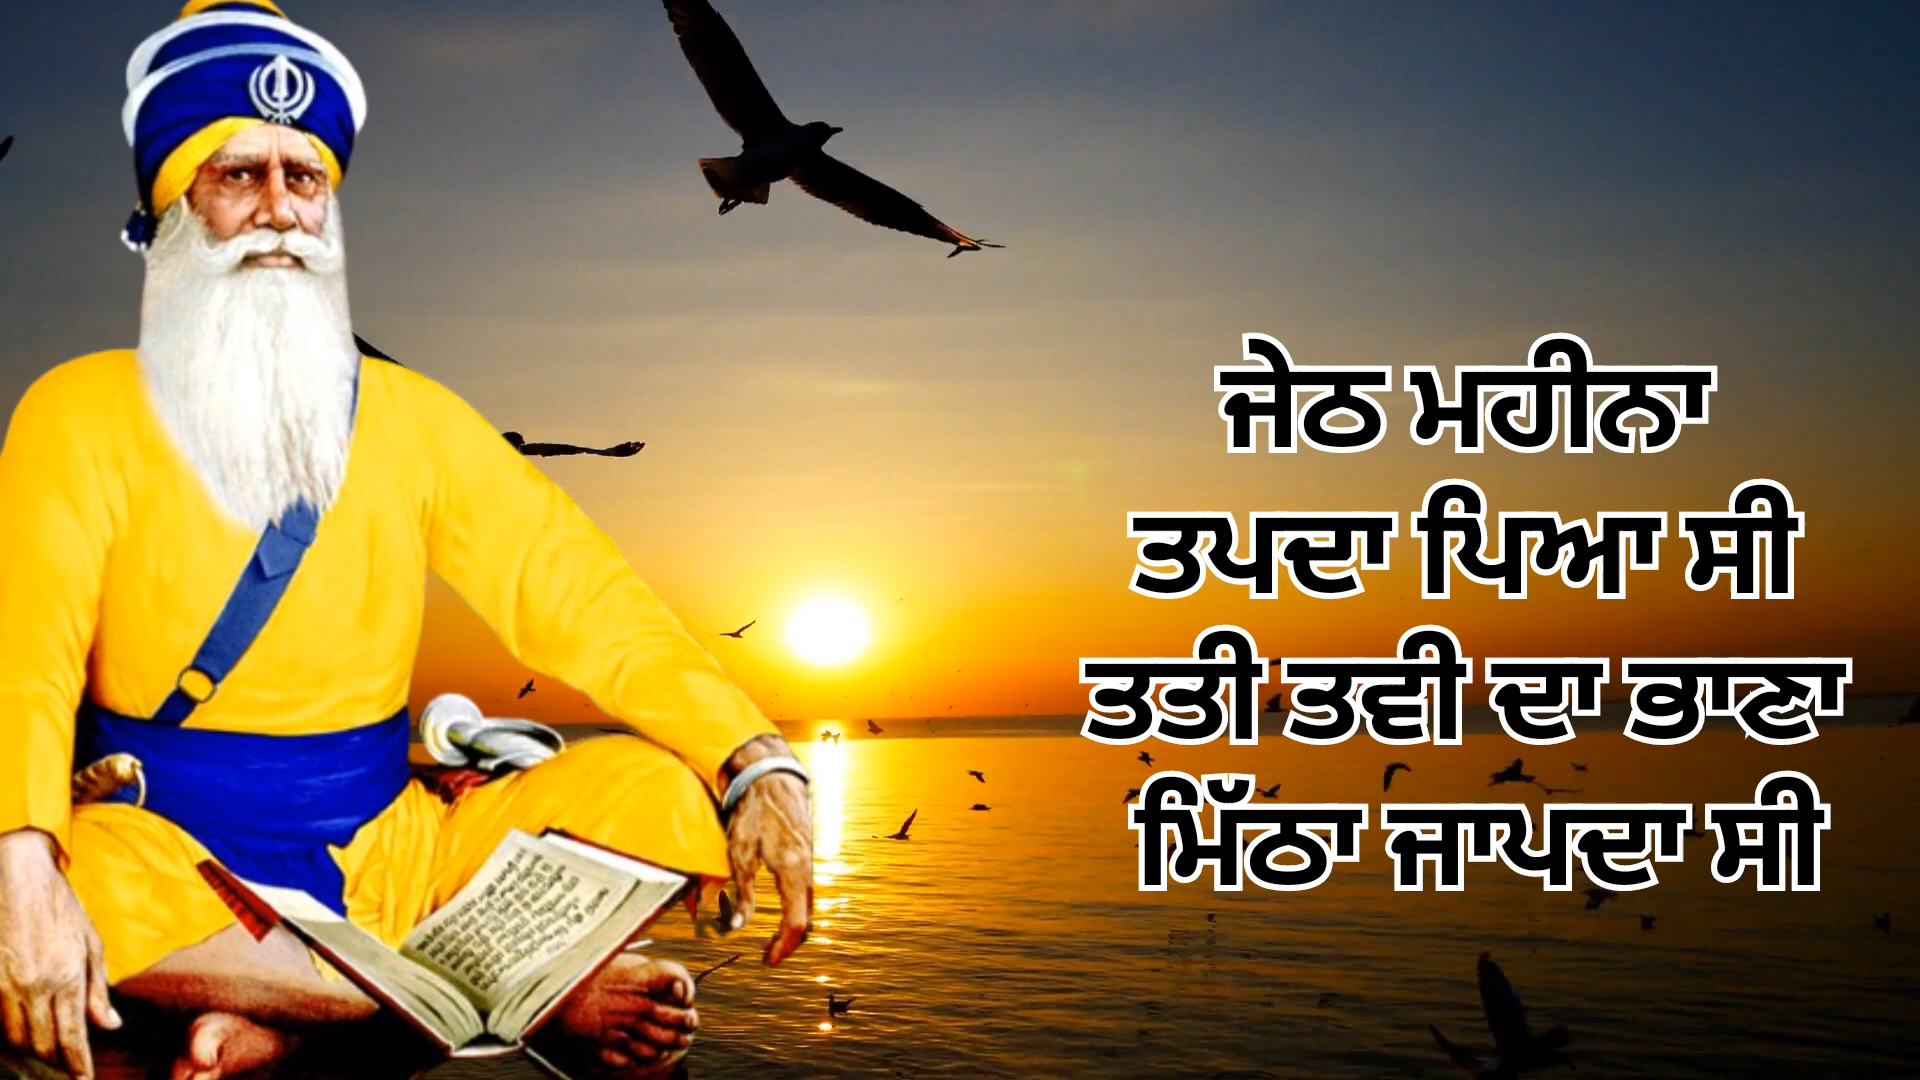 ਜੇਠ ਮਹੀਨਾ
ਤਪਦਾ ਪਿਆ ਸੀ
ਤਤੀ ਤਵੀ ਦਾ ਭਾਣਾ
ਮਿੱਠਾ ਜਾਪਦਾ ਸੀ